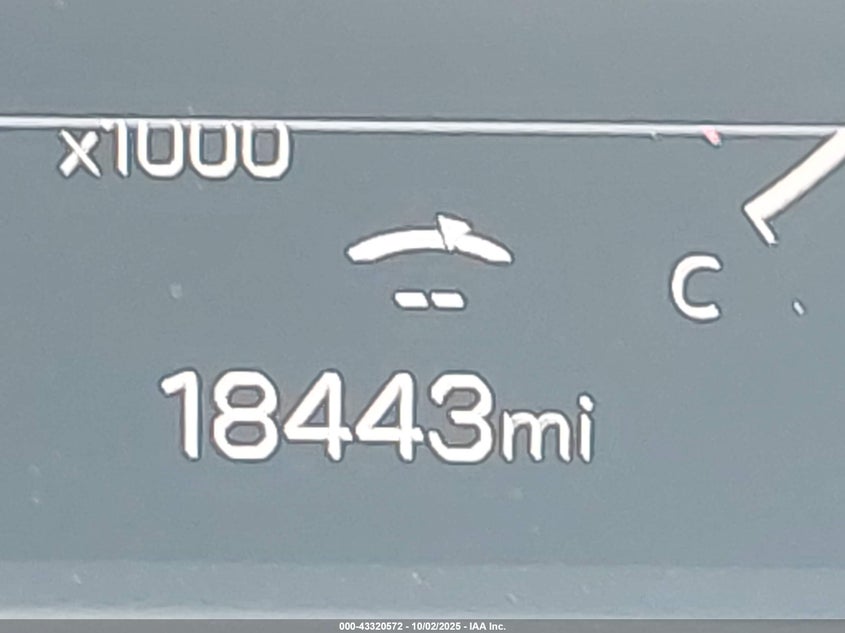 x1000
C
--
18443mi
000-43320572 - 10/02/2025 - IAA Inc.